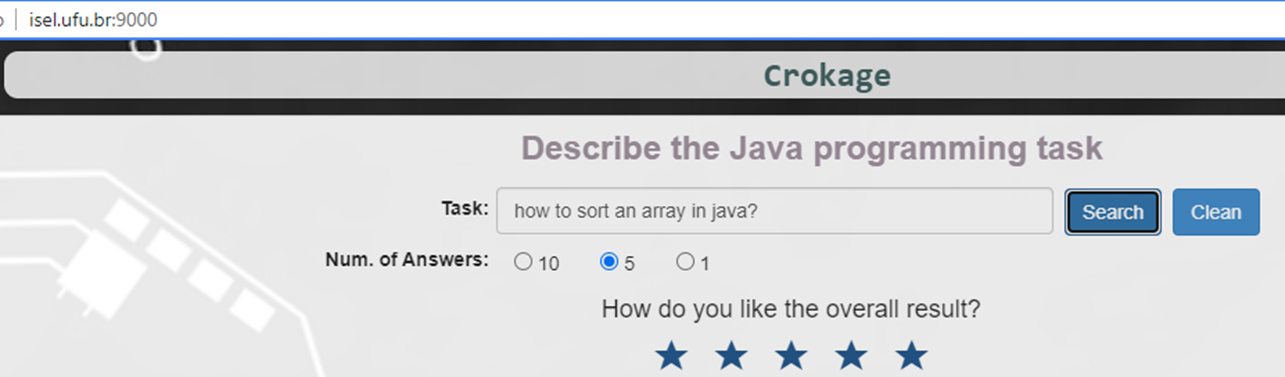 isel.ufu.br:9000
Crokage
Describe the Java programming task
Task: how to sort an array in java? Search Clean
Num. of Answers: 10 5 1
How do you like the overall result?